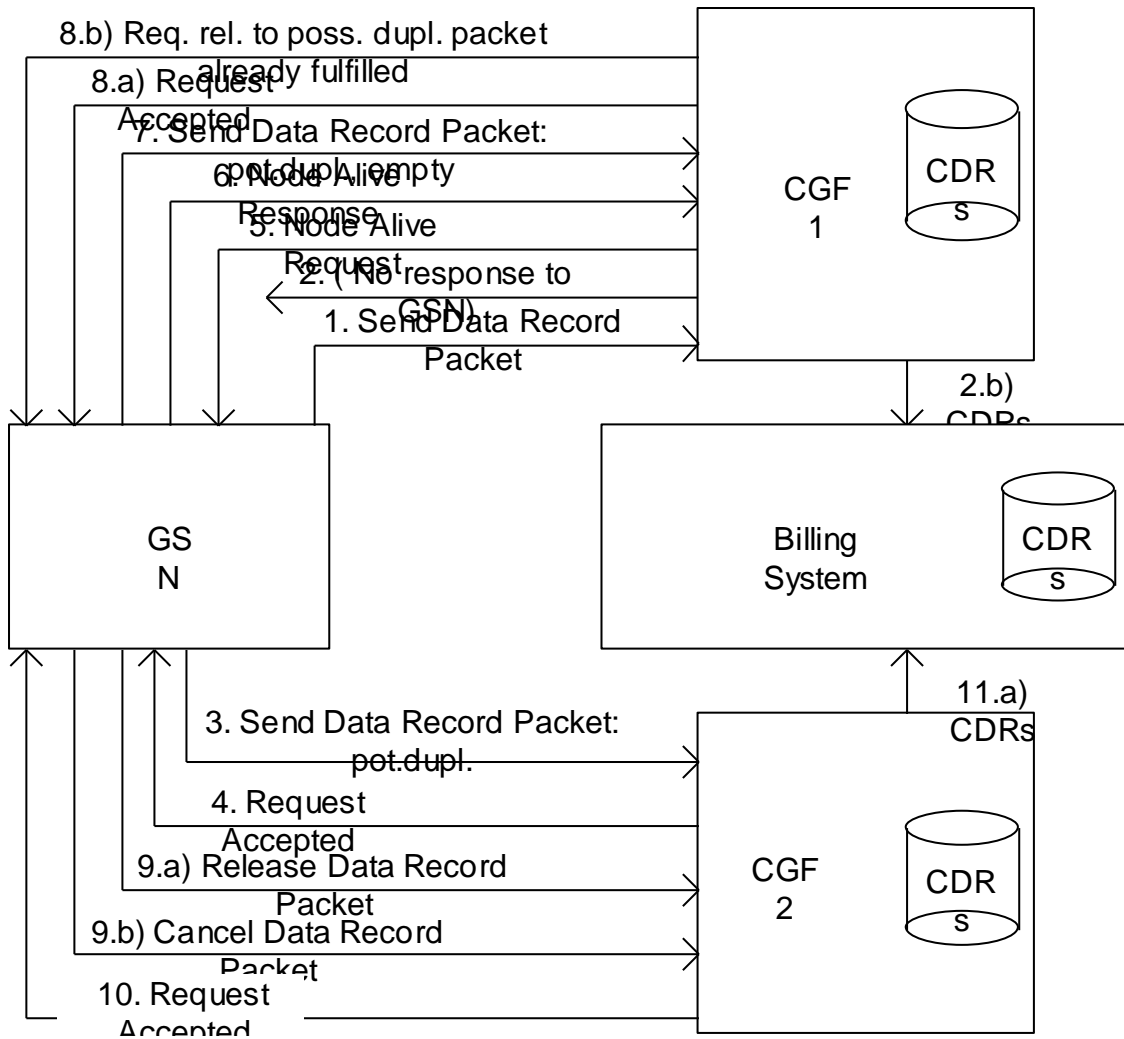 8.b) Req. rel. to poss. dupl. packet
already fulfilled
8.a) Request
Accepted
7. Send Data Record Packet:
pot.dupl., empty
6. Node Alive
Response
5. Node Alive
Request
2. ( No response to
GSN)
1. Send Data Record
Packet
CGF
1
CDR
s
2.b)
CDRs
GS
N
Billing
System
CDR
s
11.a)
CDRs
3. Send Data Record Packet:
pot.dupl.
4. Request
Accepted
9.a) Release Data Record
Packet
9.b) Cancel Data Record
Packet
10. Request
Accepted
CGF
2
CDR
s